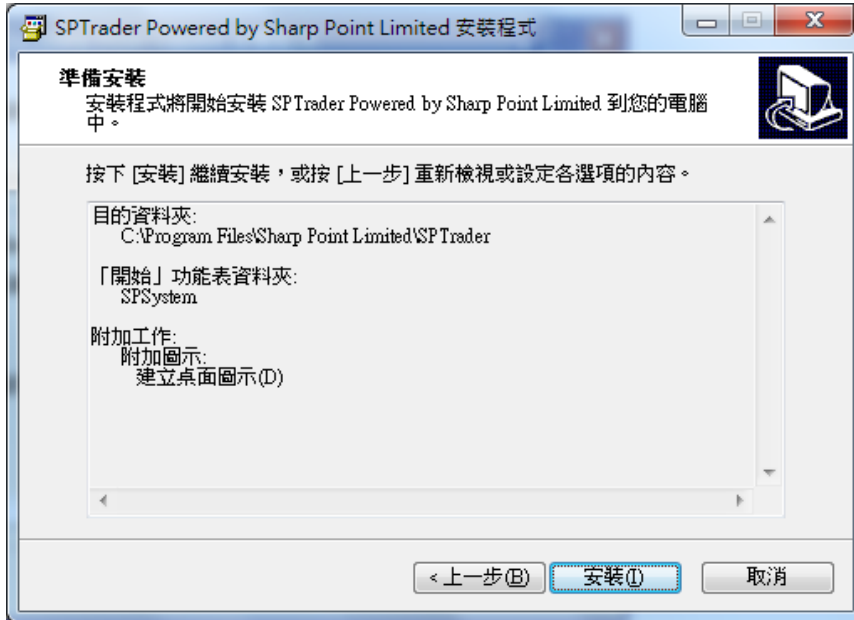 SPTrader Powered by Sharp Point Limited 安裝程式
準備安裝
安裝程式將開始安裝 SPTrader Powered by Sharp Point Limited 到您的電腦
中。
按下 [安裝] 繼續安裝，或按 [上一步] 重新檢視或設定各選項的內容。
目的資料夾:
C:\Program Files\Sharp Point Limited\SPTrader
「開始」功能表資料夾:
SPSystem
附加工作:
附加圖示:
建立桌面圖示(D)
< 上一步(B)
安裝(I)
取消